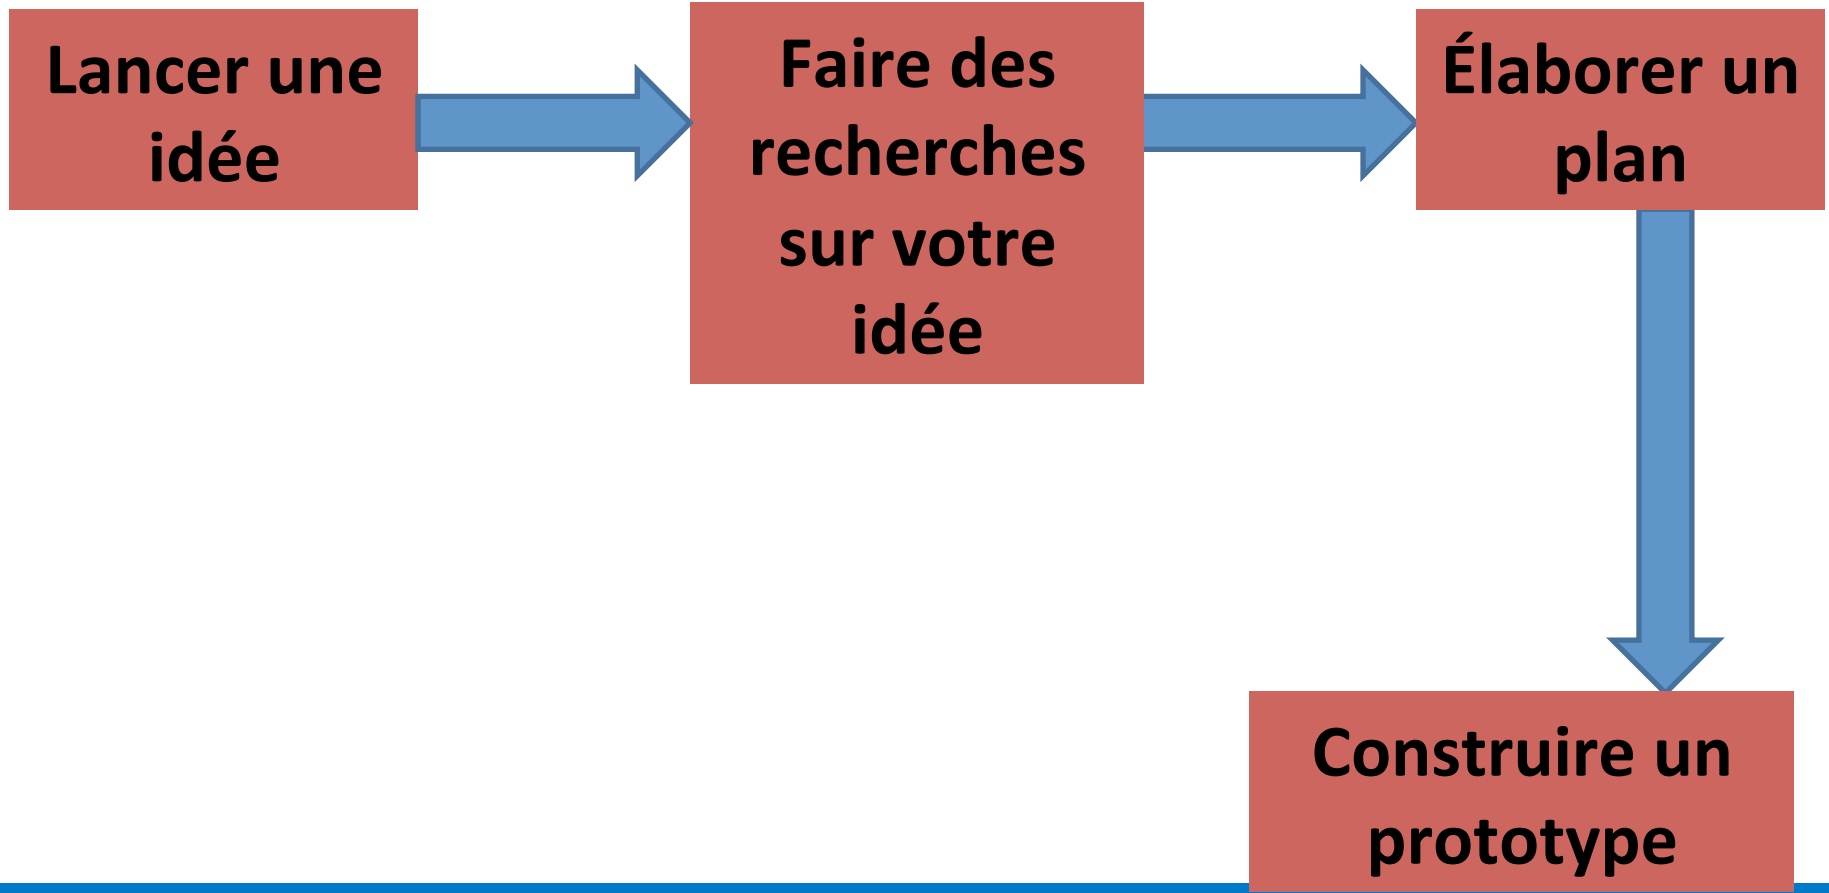 Lancer une
idée
Faire des
recherches
sur votre
idée
Élaborer un
plan
Construire un
prototype